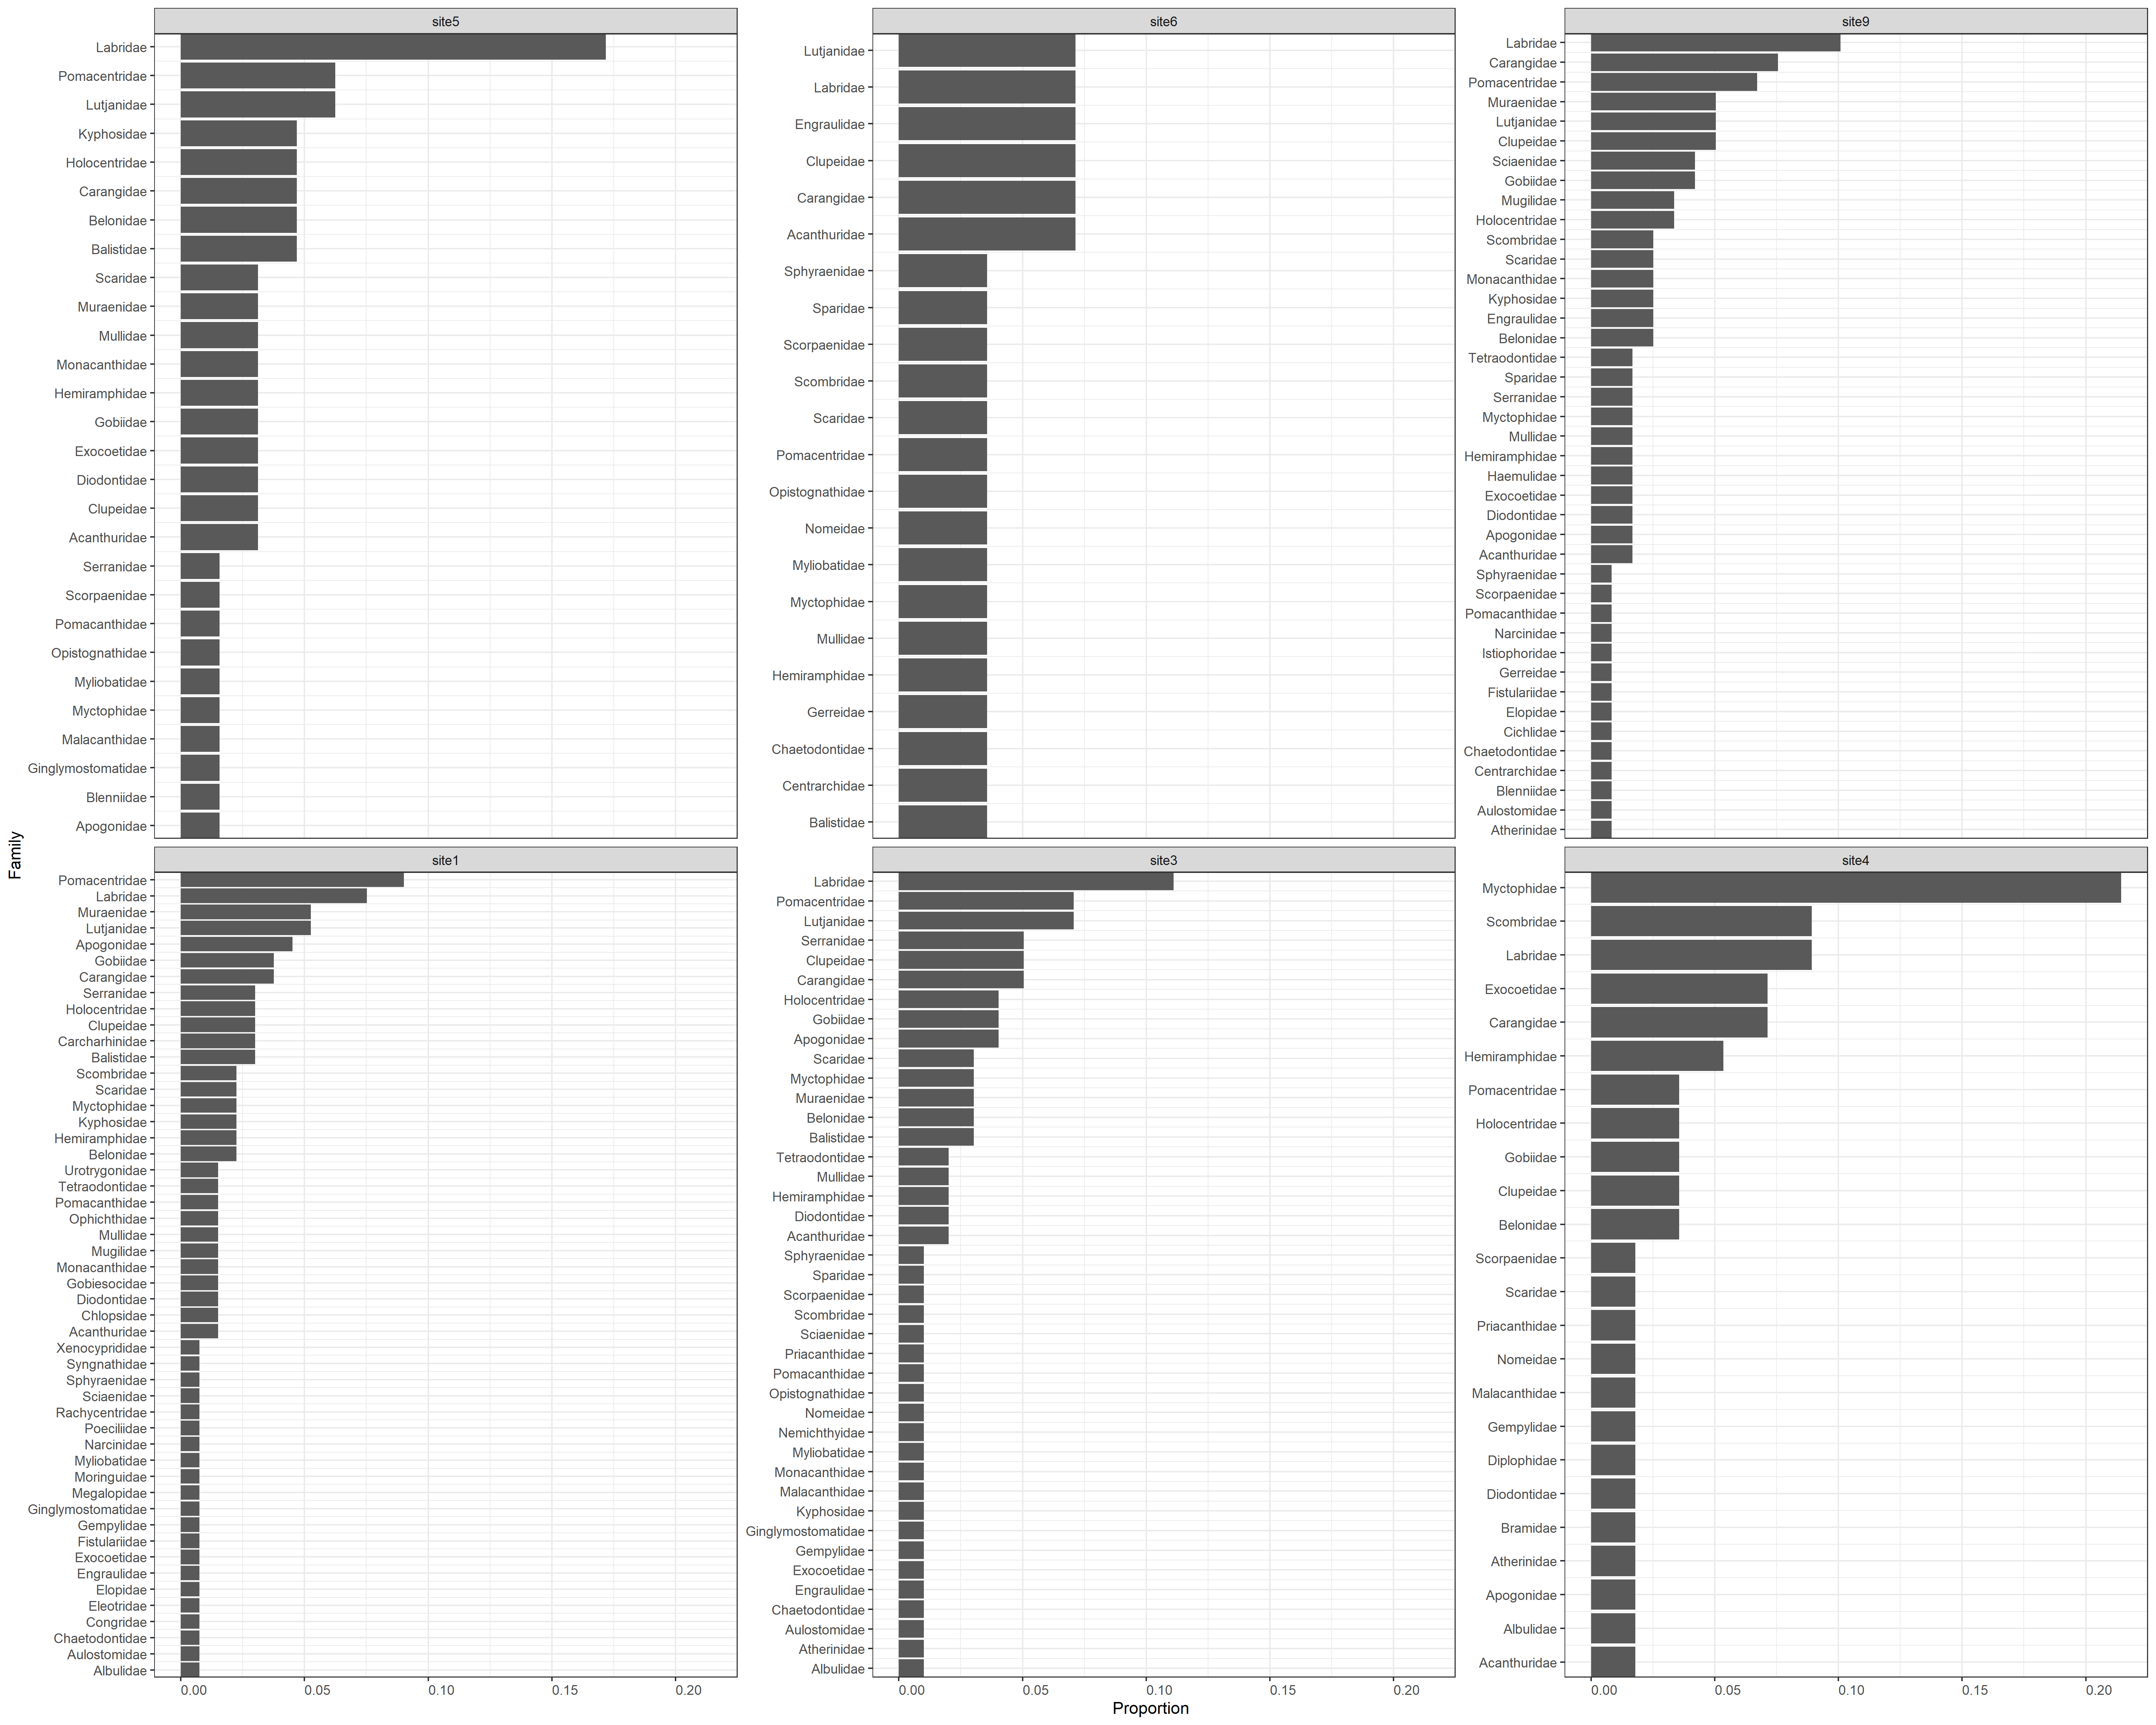 site5
Labridae
Pomacentridae
Lutjanidae
Kyphosidae
Holocentridae
Carangidae
Belonidae
Balistidae
Scaridae
Muraenidae
Mullidae
Monacanthidae
Hemiramphidae
Gobiidae
Exocoetidae
Diodontidae
Clupeidae
Acanthuridae
Serranidae
Scorpaenidae
Pomacanthidae
Opistognathidae
Myliobatidae
Myctophidae
Malacanthidae
Ginglymostomatidae
Blenniidae
Apogonidae
site6
Lutjanidae
Labridae
Engraulidae
Clupeidae
Carangidae
Acanthuridae
Sphyraenidae
Sparidae
Scorpaenidae
Scombridae
Scaridae
Pomacentridae
Opistognathidae
Nomeidae
Myliobatidae
Myctophidae
Mullidae
Hemiramphidae
Gerreidae
Chaetodontidae
Centrarchidae
Balistidae
site9
Labridae
Carangidae
Pomacentridae
Muraenidae
Lutjanidae
Clupeidae
Sciaenidae
Gobiidae
Mugilidae
Holocentridae
Scombridae
Scaridae
Monacanthidae
Kyphosidae
Engraulidae
Belonidae
Tetraodontidae
Sparidae
Serranidae
Myctophidae
Mullidae
Hemiramphidae
Haemulidae
Exocoetidae
Diodontidae
Apogonidae
Acanthuridae
Sphyraenidae
Scorpaenidae
Pomacanthidae
Narcinidae
Istiophoridae
Gerreidae
Fistulariidae
Elopidae
Cichlidae
Chaetodontidae
Centrarchidae
Blenniidae
Aulostomidae
Atherinidae
Family
site1
Pomacentridae
Labridae
Muraenidae
Lutjanidae
Apogonidae
Gobiidae
Carangidae
Serranidae
Holocentridae
Clupeidae
Carcharhinidae
Balistidae
Scombridae
Scaridae
Myctophidae
Kyphosidae
Hemiramphidae
Belonidae
Urotrygonidae
Tetraodontidae
Pomacanthidae
Ophichthidae
Mullidae
Mugilidae
Monacanthidae
Gobiesocidae
Diodontidae
Chlopsidae
Acanthuridae
Xenocyprididae
Syngnathidae
Sphyraenidae
Sciaenidae
Rachycentridae
Poeciliidae
Narcinidae
Myliobatidae
Moringuidae
Megalopidae
Ginglymostomatidae
Gempylidae
Fistulariidae
Exocoetidae
Engraulidae
Elopidae
Eleotridae
Congridae
Chaetodontidae
Aulostomidae
Albulidae
0.00 0.05 0.10 0.15 0.20
site3
Labridae
Pomacentridae
Lutjanidae
Serranidae
Clupeidae
Carangidae
Holocentridae
Gobiidae
Apogonidae
Scaridae
Myctophidae
Muraenidae
Belonidae
Balistidae
Tetraodontidae
Mullidae
Hemiramphidae
Diodontidae
Acanthuridae
Sphyraenidae
Sparidae
Scorpaenidae
Scombridae
Sciaenidae
Priacanthidae
Pomacanthidae
Opistognathidae
Nomeidae
Nemichthyidae
Myliobatidae
Monacanthidae
Malacanthidae
Kyphosidae
Ginglymostomatidae
Gempylidae
Exocoetidae
Engraulidae
Chaetodontidae
Aulostomidae
Atherinidae
Albulidae
0.00 0.05 0.10 0.15 0.20
site4
Myctophidae
Scombridae
Labridae
Exocoetidae
Carangidae
Hemiramphidae
Pomacentridae
Holocentridae
Gobiidae
Clupeidae
Belonidae
Scorpaenidae
Scaridae
Priacanthidae
Nomeidae
Malacanthidae
Gempylidae
Diplophidae
Diodontidae
Bramidae
Atherinidae
Apogonidae
Albulidae
Acanthuridae
0.00 0.05 0.10 0.15 0.20
Proportion